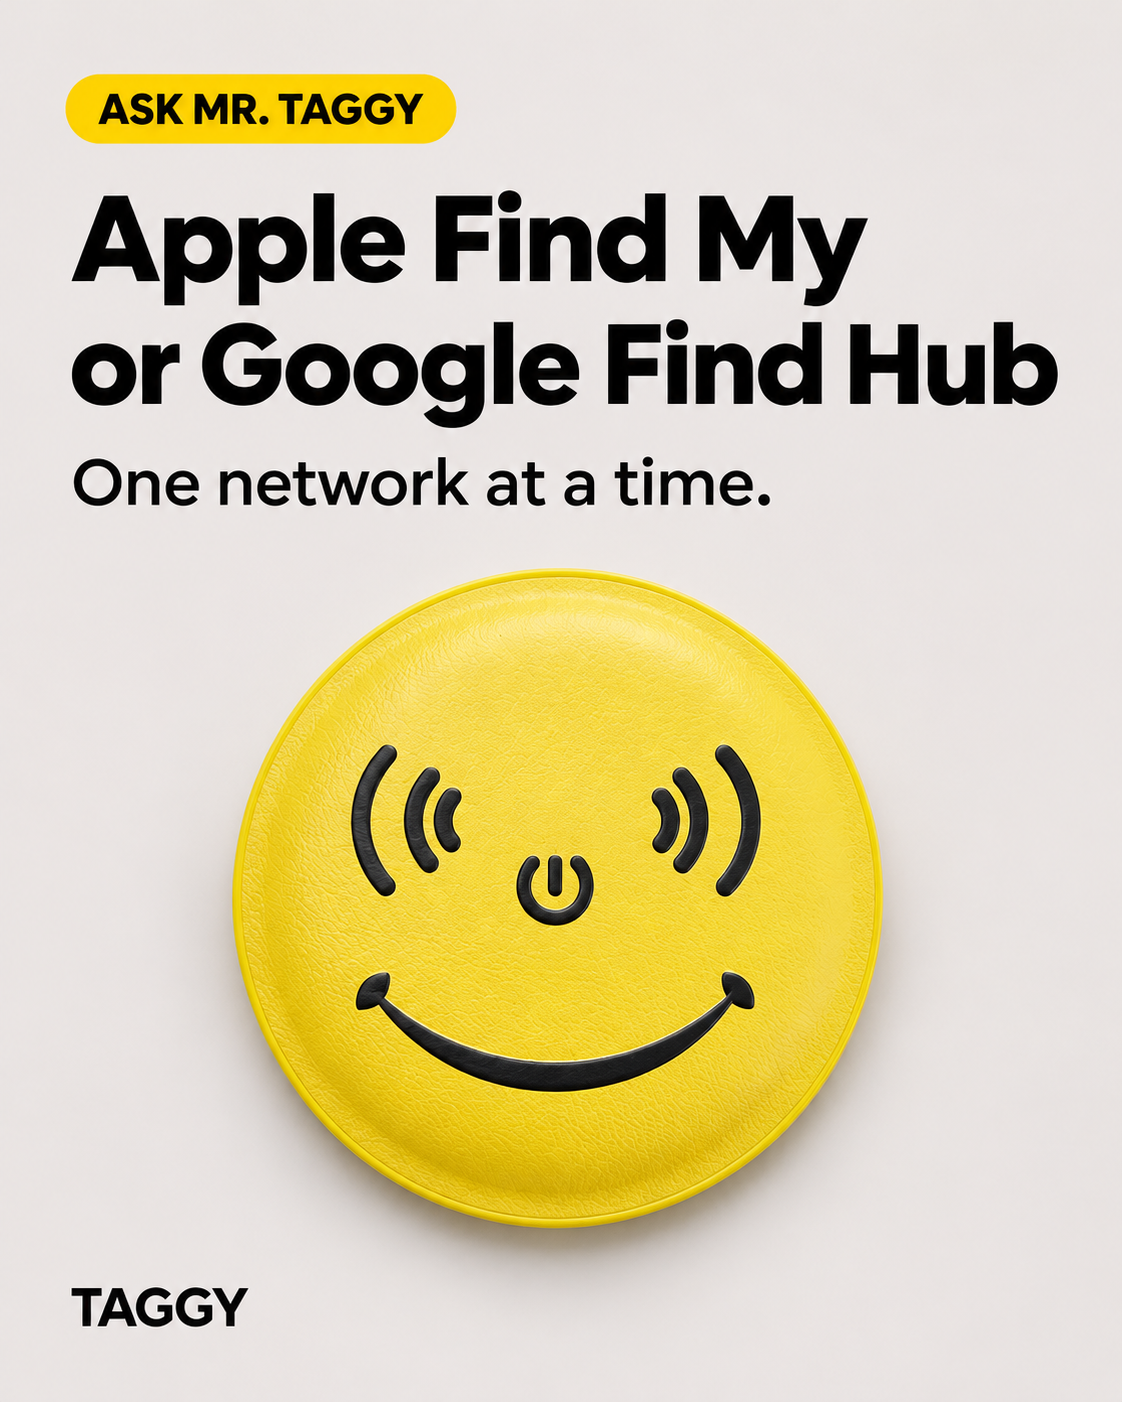 ASK MR. TAGGY
Apple Find My
or Google Find Hub
One network at a time.
TAGGY